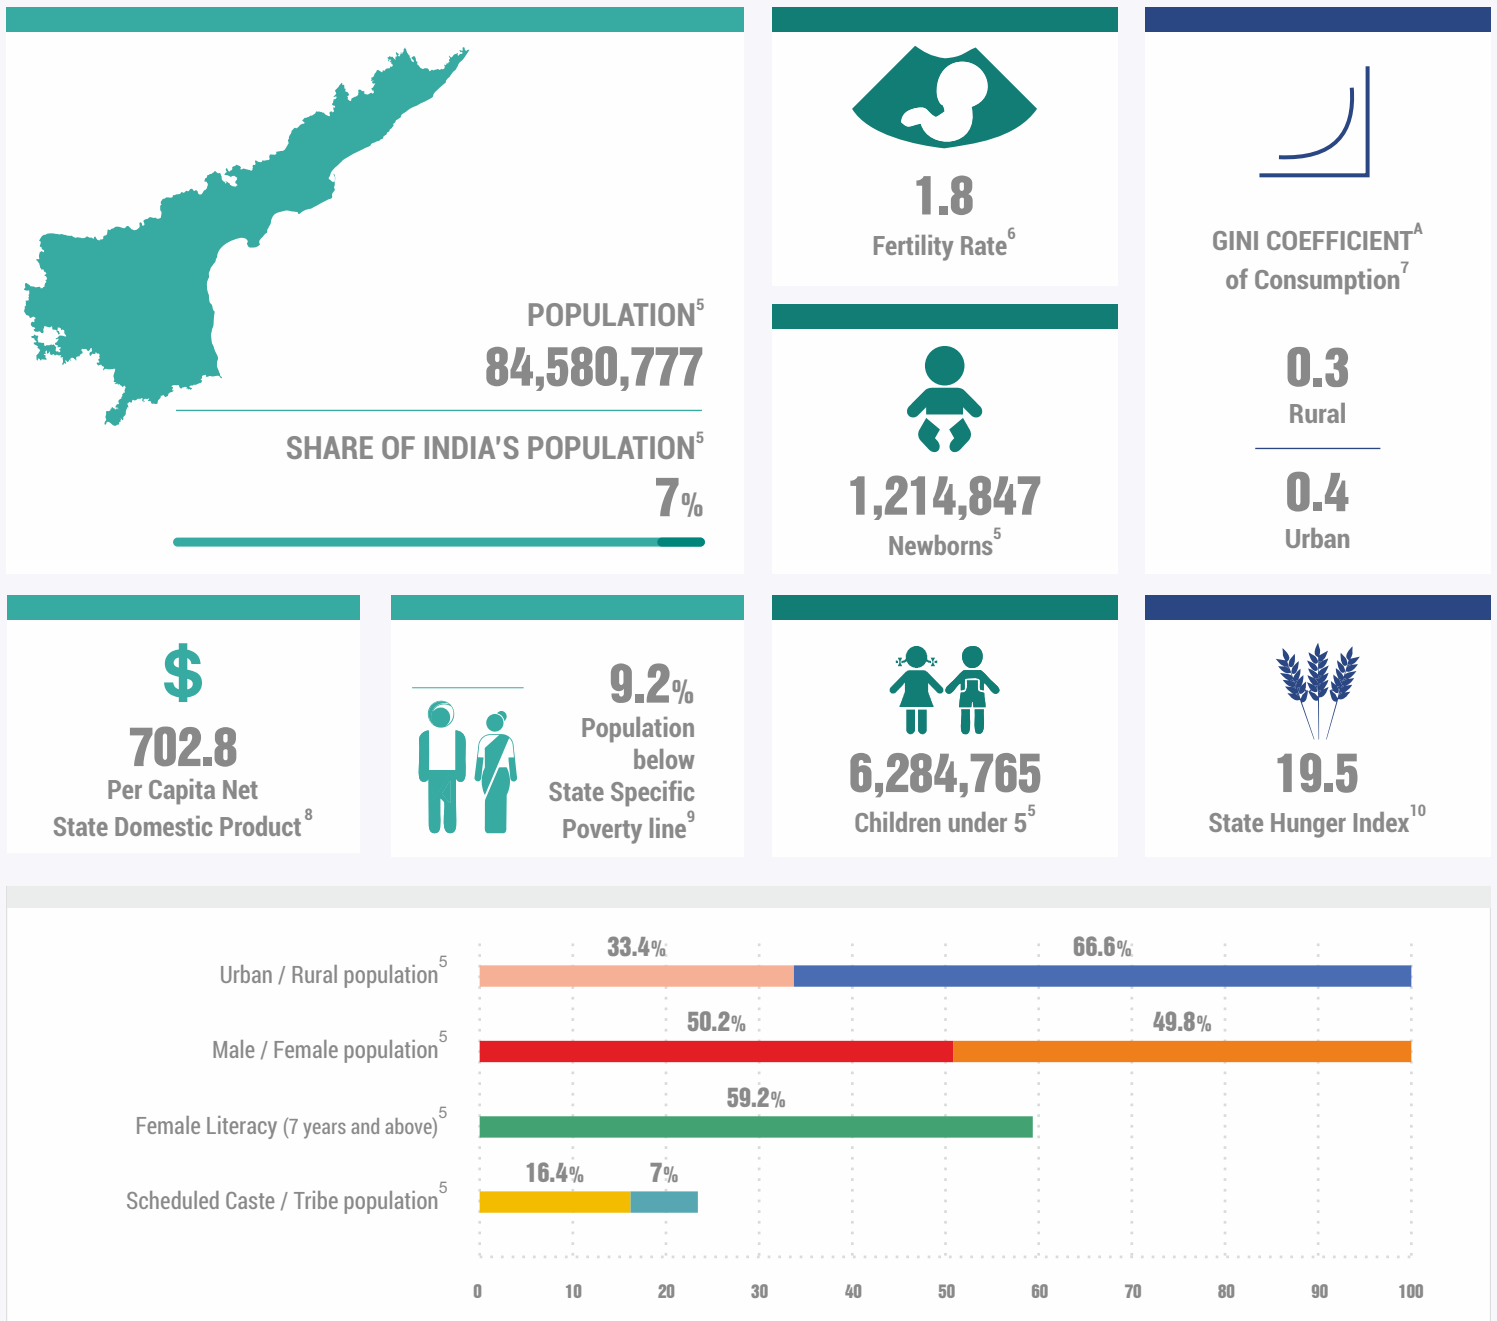 POPULATION5
84,580,777
SHARE OF INDIA'S POPULATION5
7%
1.8
Fertility Rate6
1,214,847
Newborns5
GINI COEFFICIENTA
of Consumption7
0.3
Rural
0.4
Urban
$
702.8
Per Capita Net
State Domestic Product8
9.2%
Population
below
State Specific
Poverty line9
6,284,765
Children under 55
19.5
State Hunger Index10
33.4% 66.6%
Urban / Rural population5
50.2% 49.8%
Male / Female population5
59.2%
Female Literacy (7 years and above)5
16.4% 7%
Scheduled Caste / Tribe population5
0 10 20 30 40 50 60 70 80 90 100